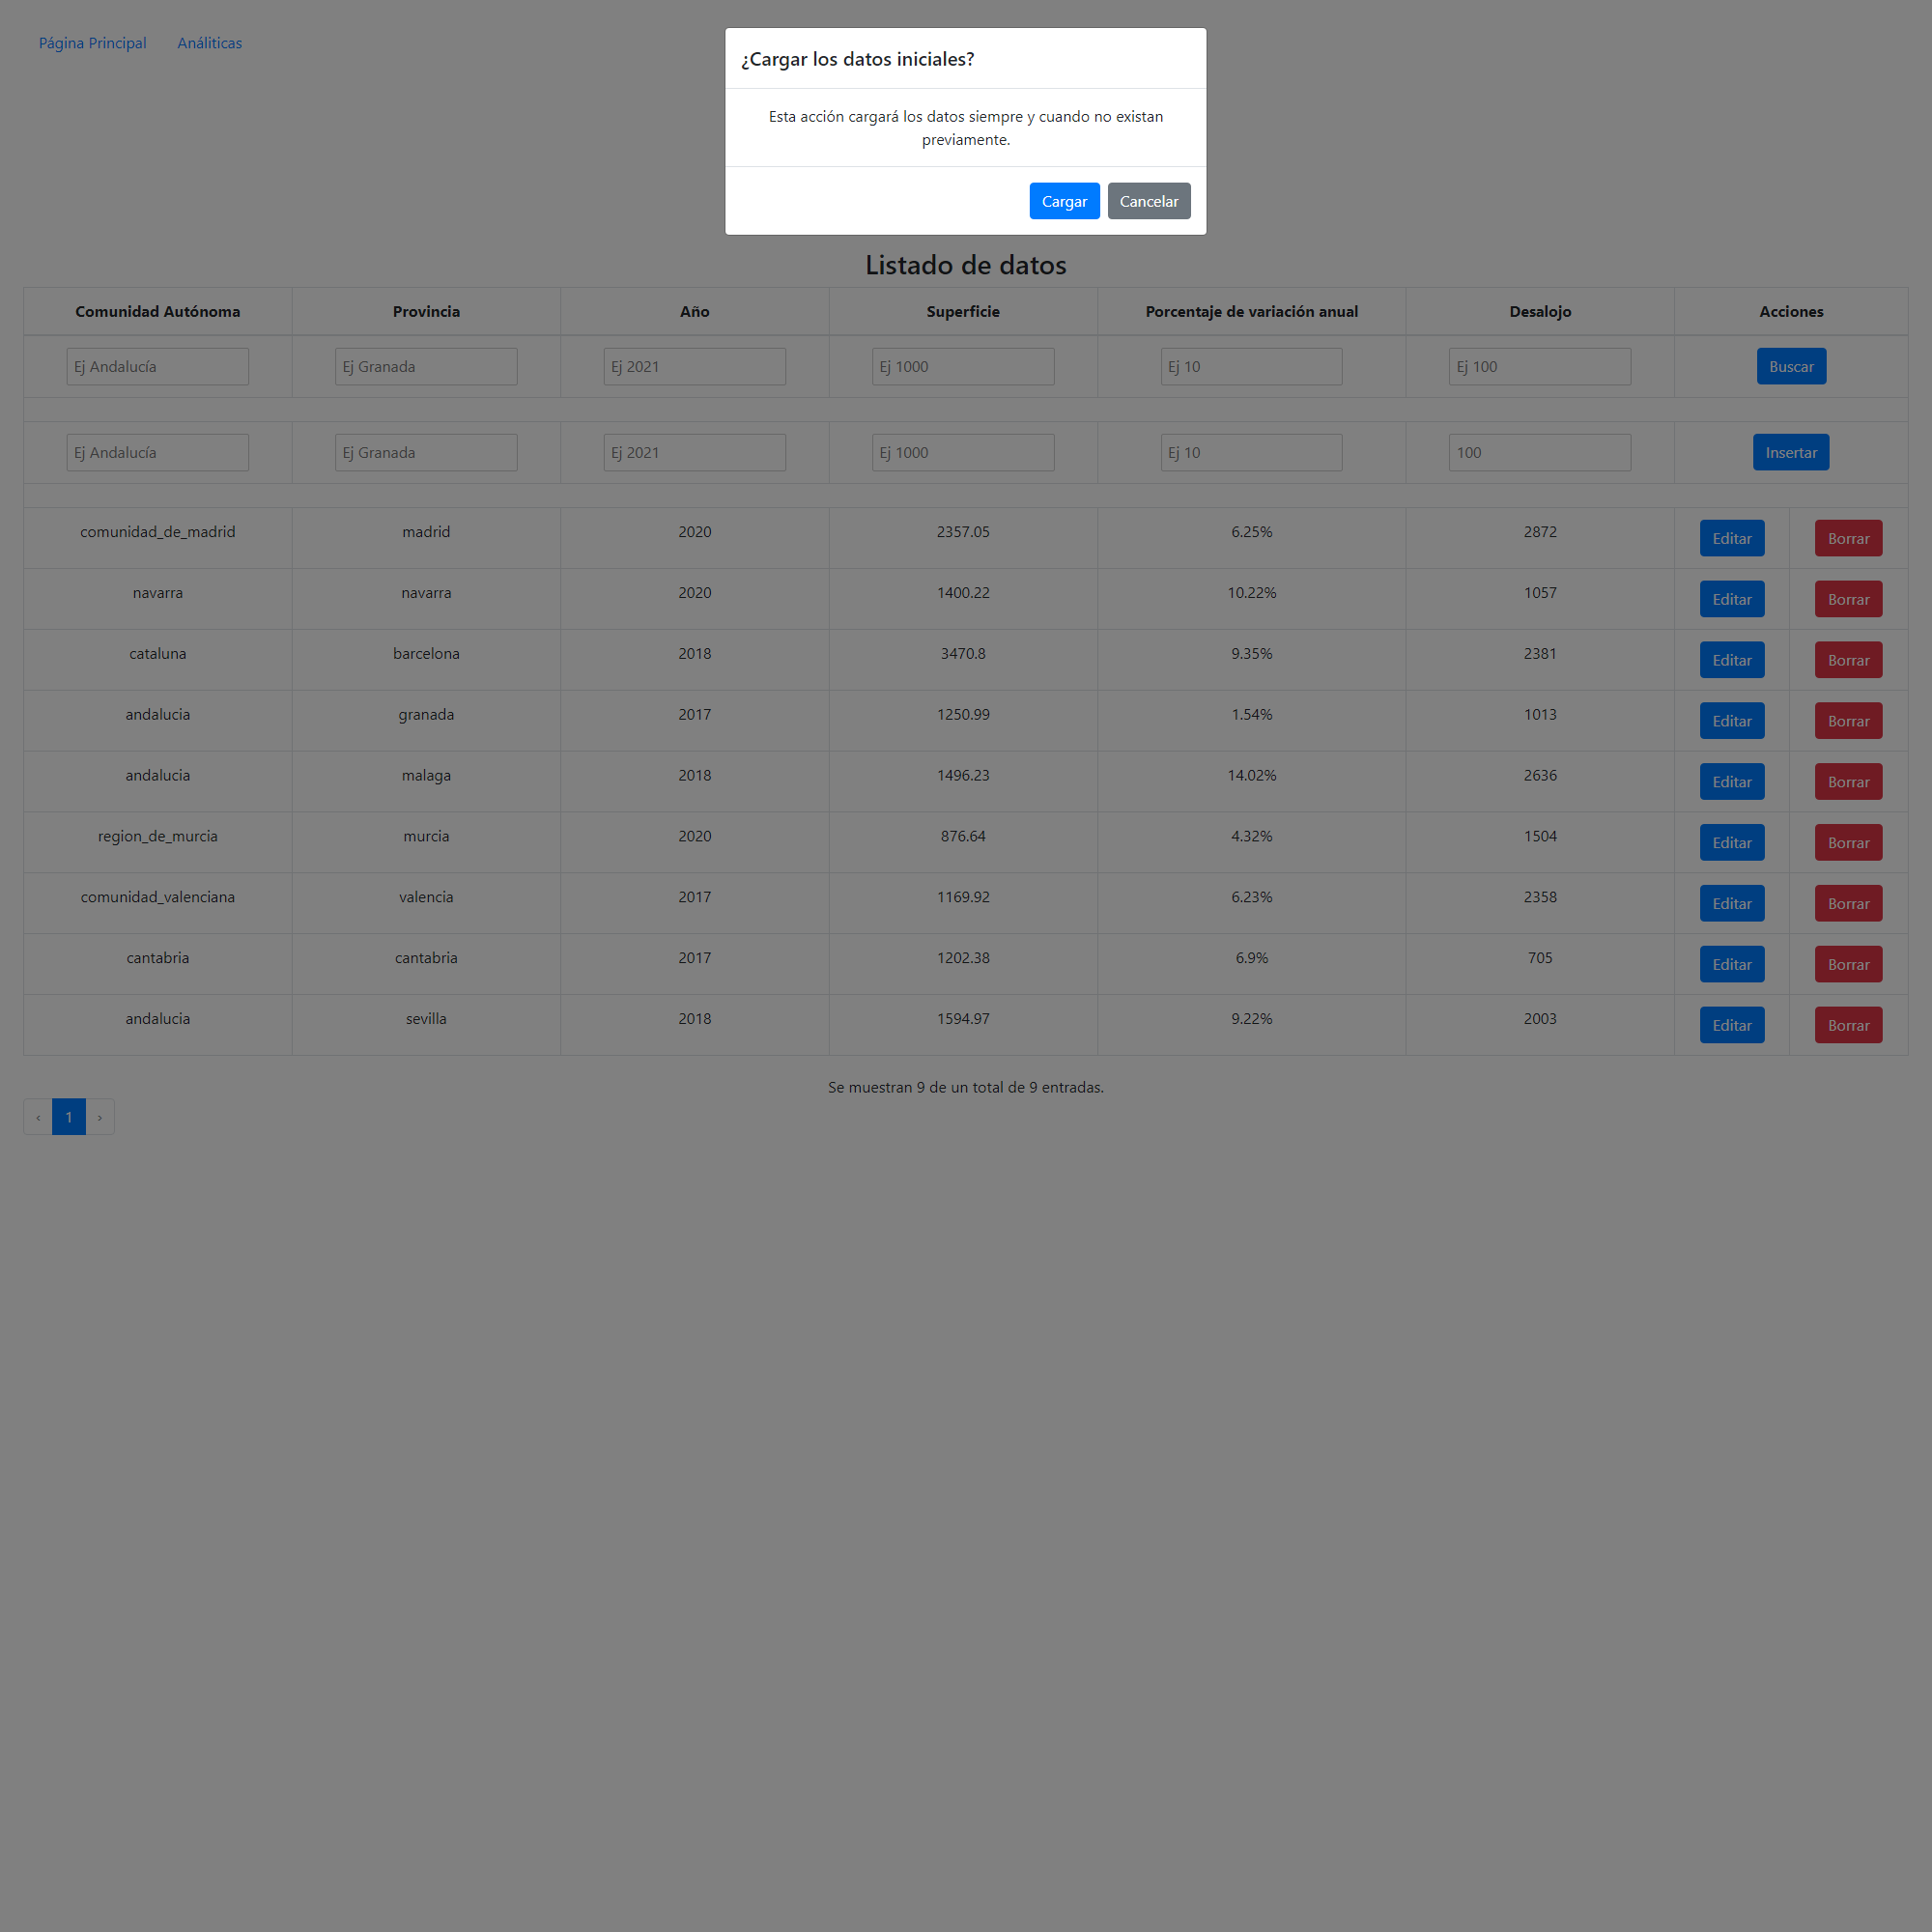 Página Principal Análiticas
¿Cargar los datos iniciales?
Esta acción cargará los datos siempre y cuando no existan
previamente.
Cargar Cancelar
Listado de datos
Comunidad Autónoma Provincia Año Superficie Porcentaje de variación anual Desalojo Acciones
Ej Andalucía Ej Granada Ej 2021 Ej 1000 Ej 10 Ej 100 Buscar
Ej Andalucía Ej Granada Ej 2021 Ej 1000 Ej 10 100 Insertar
comunidad_de_madrid madrid 2020 2357.05 6.25% 2872 Editar Borrar
navarra navarra 2020 1400.22 10.22% 1057 Editar Borrar
cataluna barcelona 2018 3470.8 9.35% 2381 Editar Borrar
andalucia granada 2017 1250.99 1.54% 1013 Editar Borrar
andalucia malaga 2018 1496.23 14.02% 2636 Editar Borrar
region_de_murcia murcia 2020 876.64 4.32% 1504 Editar Borrar
comunidad_valenciana valencia 2017 1169.92 6.23% 2358 Editar Borrar
cantabria cantabria 2017 1202.38 6.9% 705 Editar Borrar
andalucia sevilla 2018 1594.97 9.22% 2003 Editar Borrar
Se muestran 9 de un total de 9 entradas.
‹ 1 ›